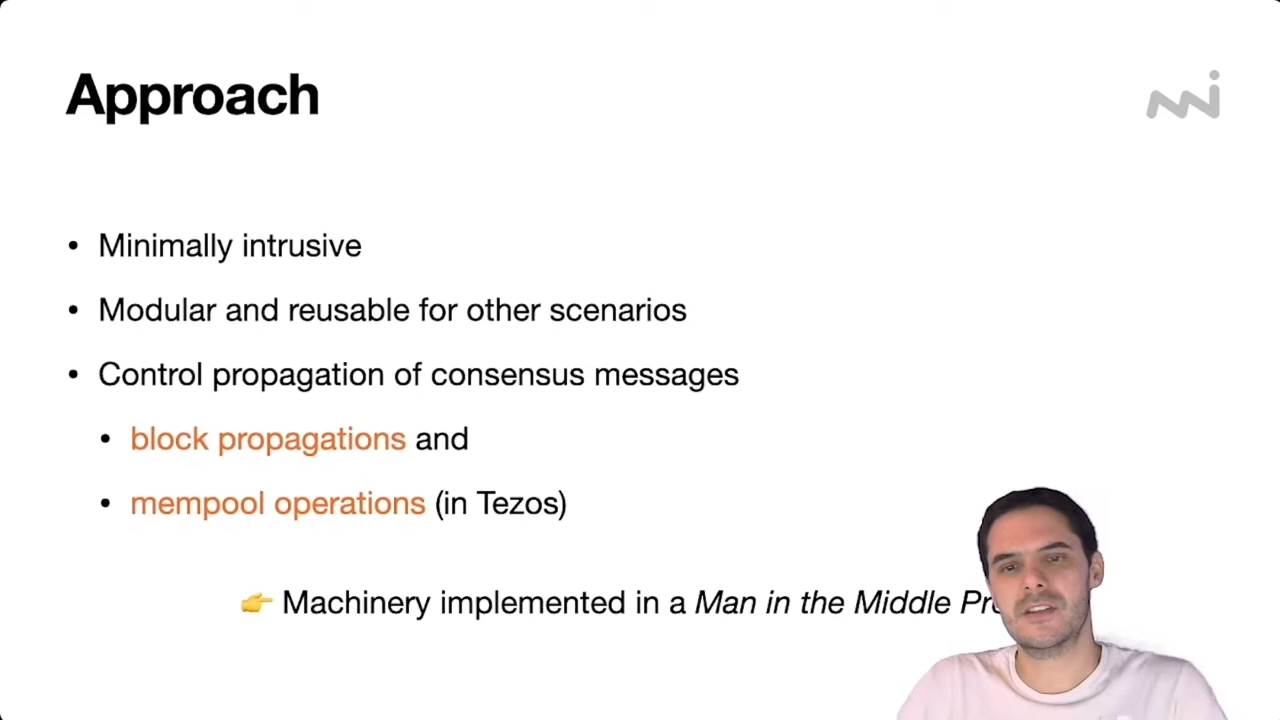 Approach
• Minimally intrusive
• Modular and reusable for other scenarios
• Control propagation of consensus messages
• block propagations and
• mempool operations (in Tezos)
👉 Machinery implemented in a Man in the Middle